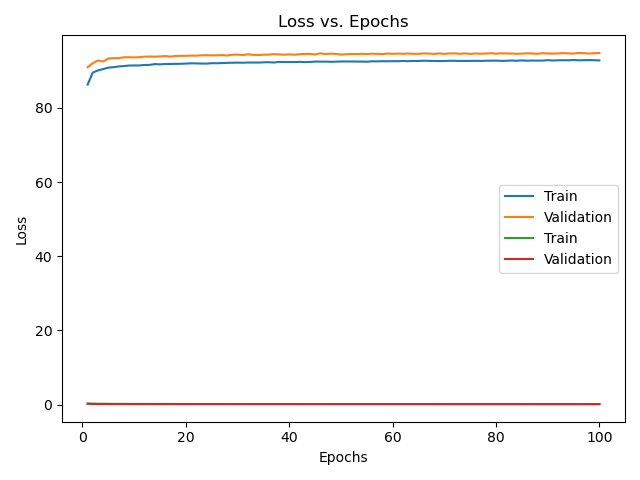 Loss vs. Epochs
Loss
80
60
40
20
0
Train
Validation
Train
Validation
0 20 40 60 80 100
Epochs